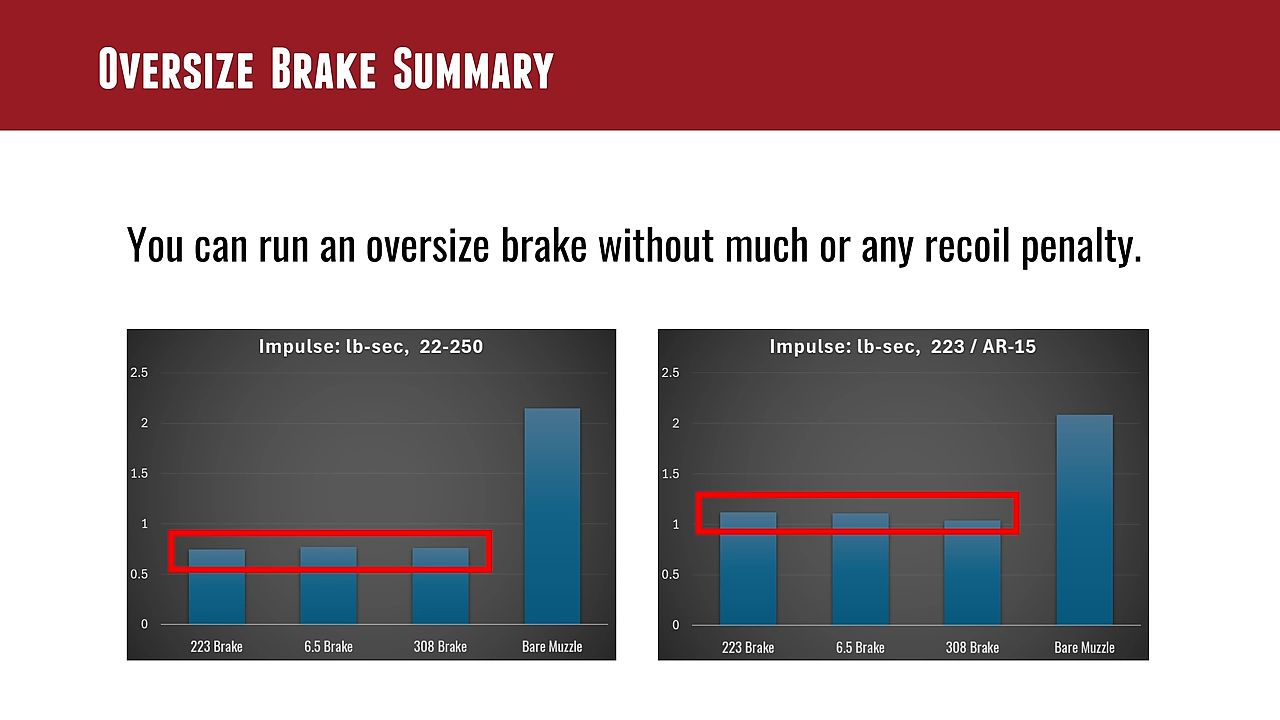 Oversize Brake Summary
You can run an oversize brake without much or any recoil penalty.
Impulse: lb-sec, 22-250
2.5
2
1.5
1
0.5
0
223 Brake 6.5 Brake 308 Brake Bare Muzzle
Impulse: lb-sec, 223 / AR-15
2.5
2
1.5
1
0.5
0
223 Brake 6.5 Brake 308 Brake Bare Muzzle